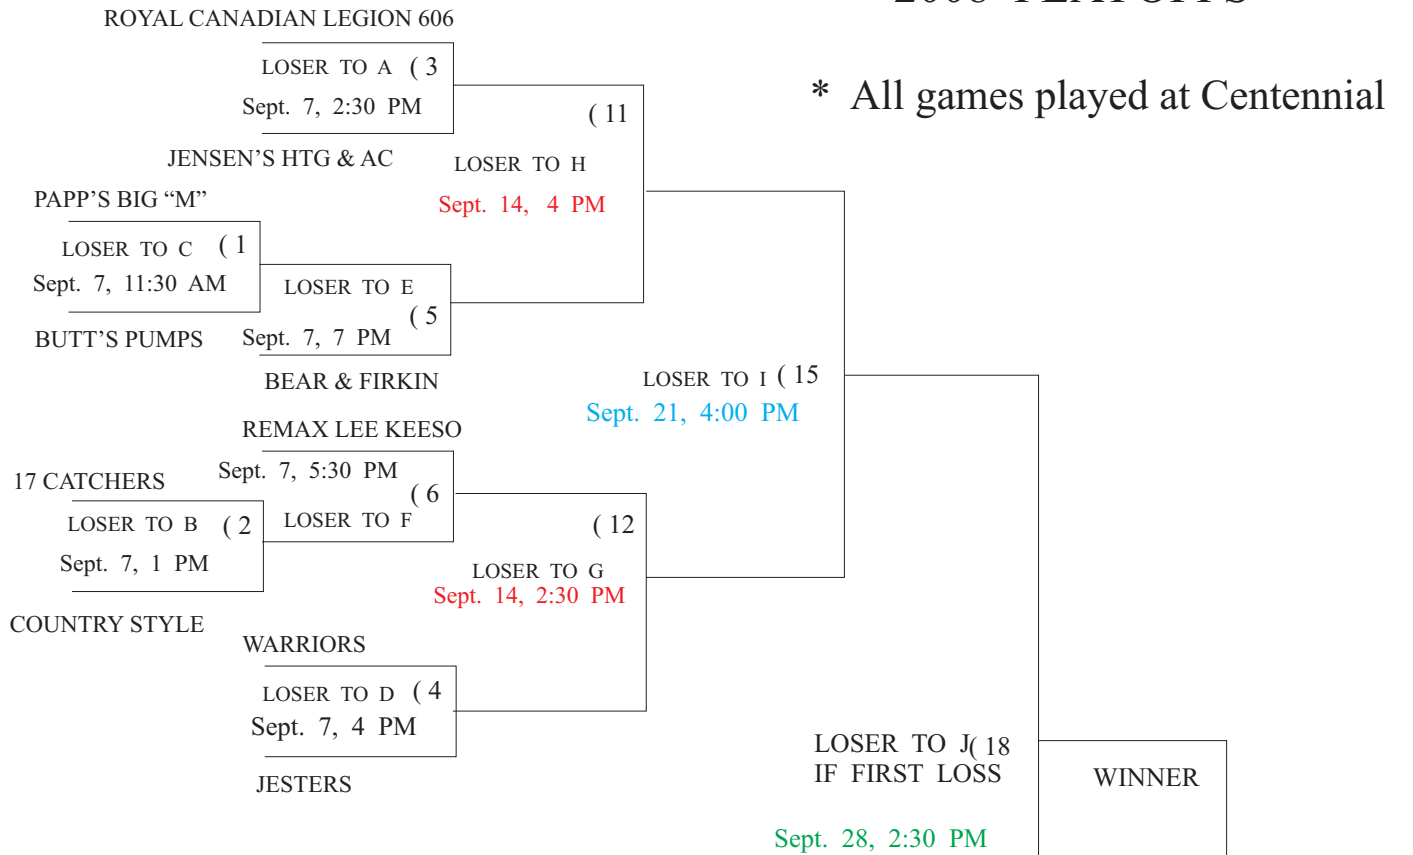 ROYAL CANADIAN LEGION 606
LOSER TO A ( 3
Sept. 7, 2:30 PM
* All games played at Centennial
( 11
JENSEN’S HTG & AC
LOSER TO H
Sept. 14, 4 PM
PAPP’S BIG “M”
LOSER TO C ( 1
Sept. 7, 11:30 AM
LOSER TO E
( 5
BUTT’S PUMPS
Sept. 7, 7 PM
BEAR & FIRKIN
LOSER TO I ( 15
Sept. 21, 4:00 PM
REMAX LEE KEESO
Sept. 7, 5:30 PM
( 6
17 CATCHERS
LOSER TO B ( 2
LOSER TO F
( 12
Sept. 7, 1 PM
LOSER TO G
Sept. 14, 2:30 PM
COUNTRY STYLE
WARRIORS
LOSER TO D ( 4
Sept. 7, 4 PM
JESTERS
LOSER TO J( 18
IF FIRST LOSS
WINNER
Sept. 28, 2:30 PM